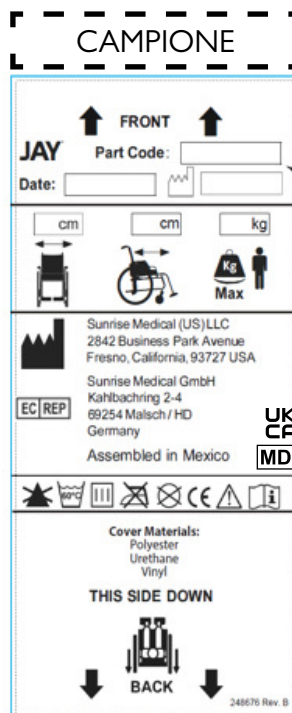 CAMPIONE
FRONT
JAY Part Code:
Date:
cm cm kg
Kg
Max
Sunrise Medical (US)LLC
2842 Business Park Avenue
Fresno, California, 93727 USA
Sunrise Medical GmbH
Kahlbachring 2-4
EC REP 69254 Malsch / HD
Germany
UK
CA
Assembled in Mexico MD
60°C CE i
Cover Materials:
Polyester
Urethane
Vinyl
THIS SIDE DOWN
BACK
248676 Rev. B